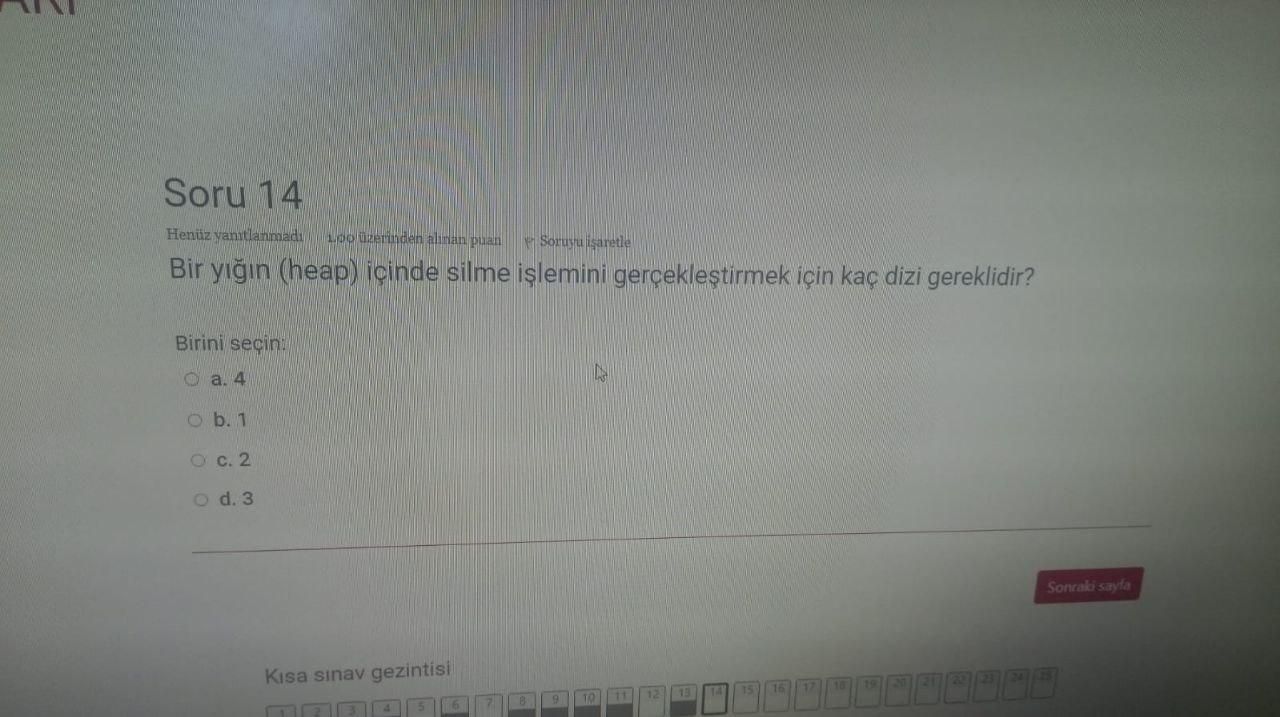 Soru 14
Henüz yanıtlanmadı 1,00 üzerinden alınan puan Soruyu işaretle
Bir yığın (heap) içinde silme işlemini gerçekleştirmek için kaç dizi gereklidir?
Birini seçin:
a. 4
b. 1
c. 2
d. 3
Sonraki sayfa
Kısa sınav gezintisi
1 2 3 4 5 6 7 8 9 10 11 12 13 14 15 16 17 18 19 20 21 22 23 24 25